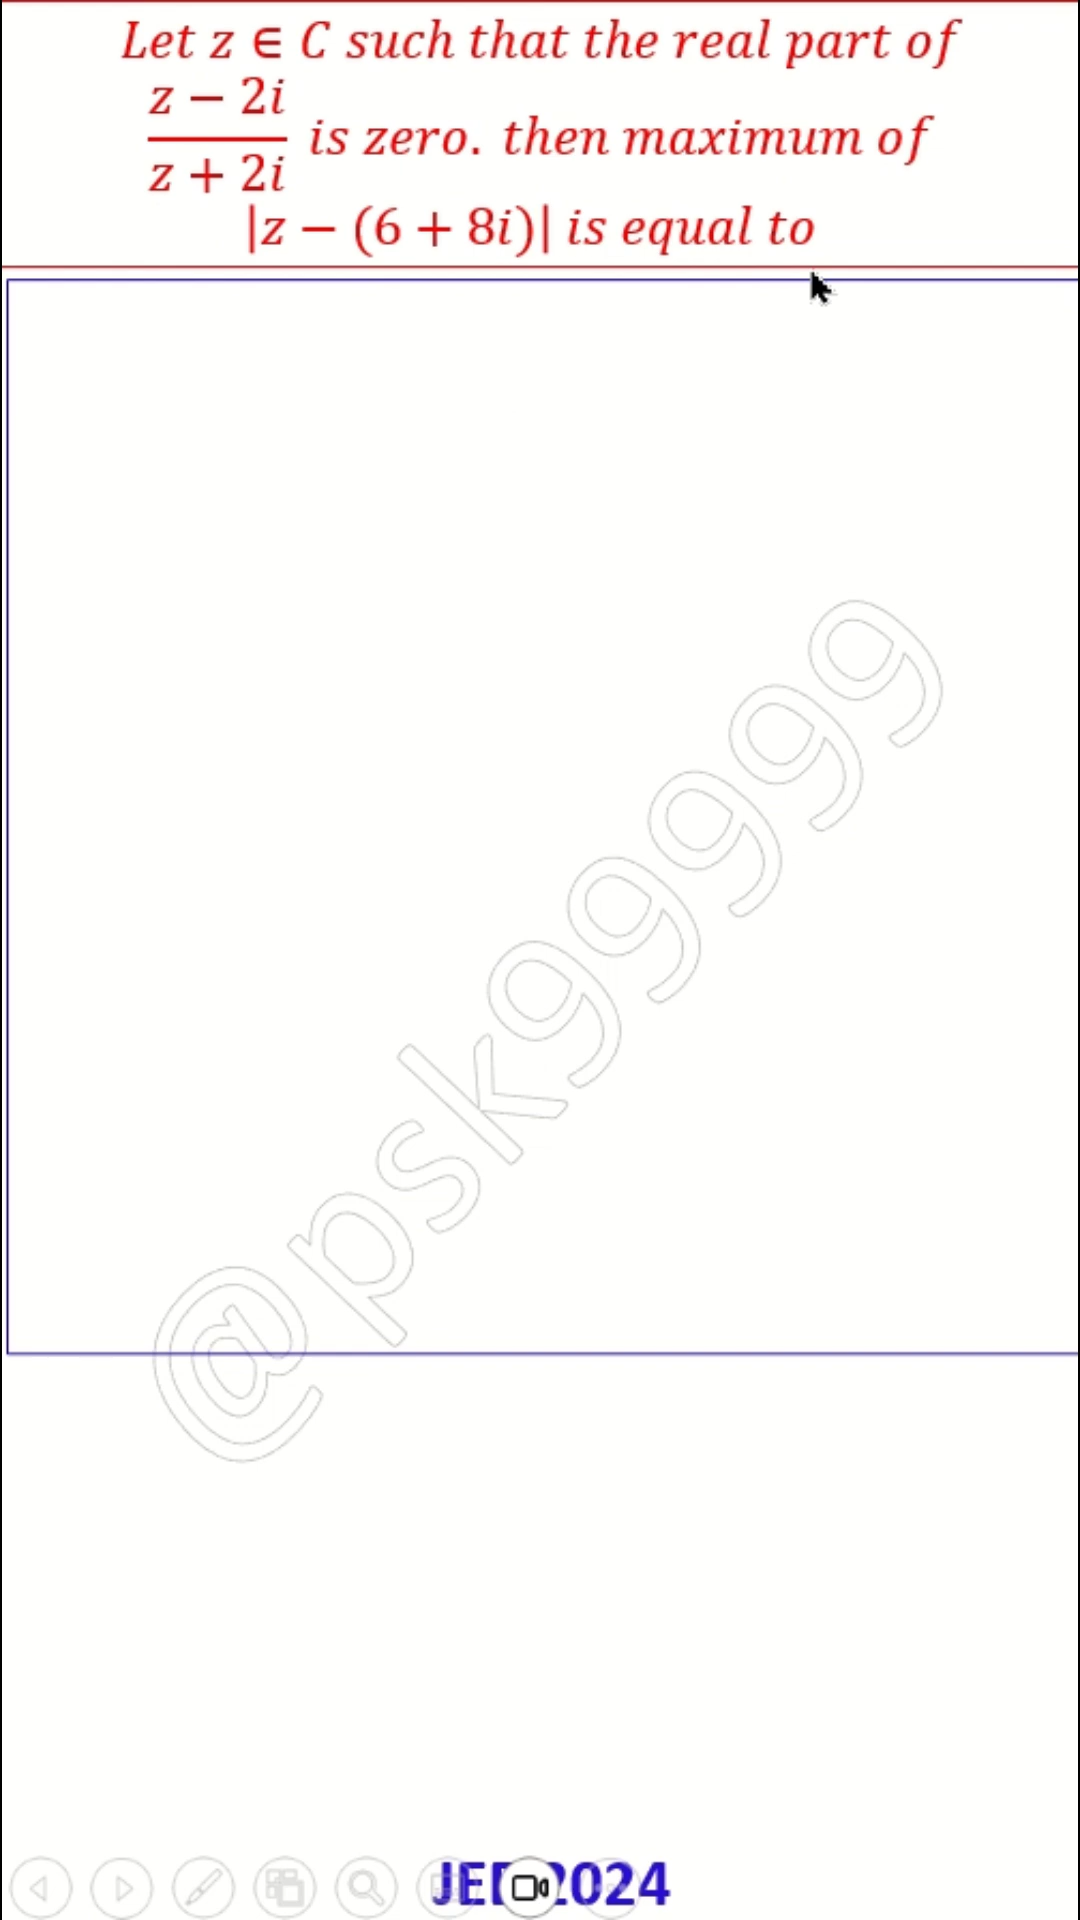 Let z ∈ C such that the real part of
z − 2i
z + 2i
is zero. then maximum of
|z − (6 + 8i)| is equal to
@psk9999
JEE 2024